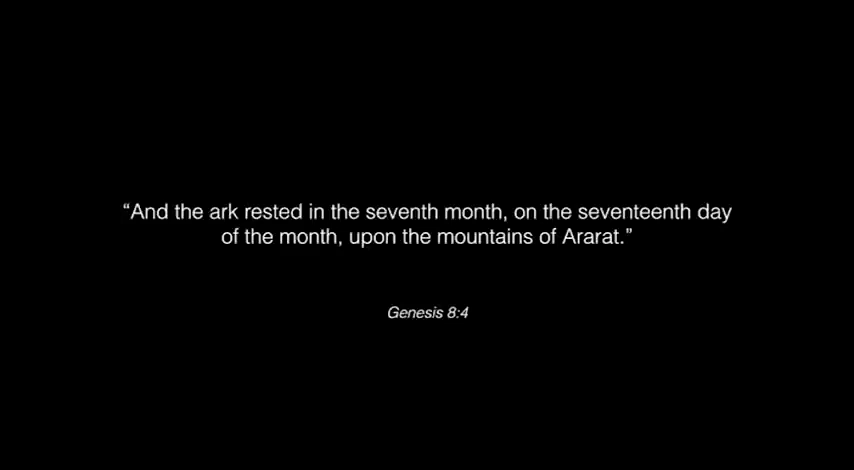 “And the ark rested in the seventh month, on the seventeenth day
of the month, upon the mountains of Ararat.”
Genesis 8:4